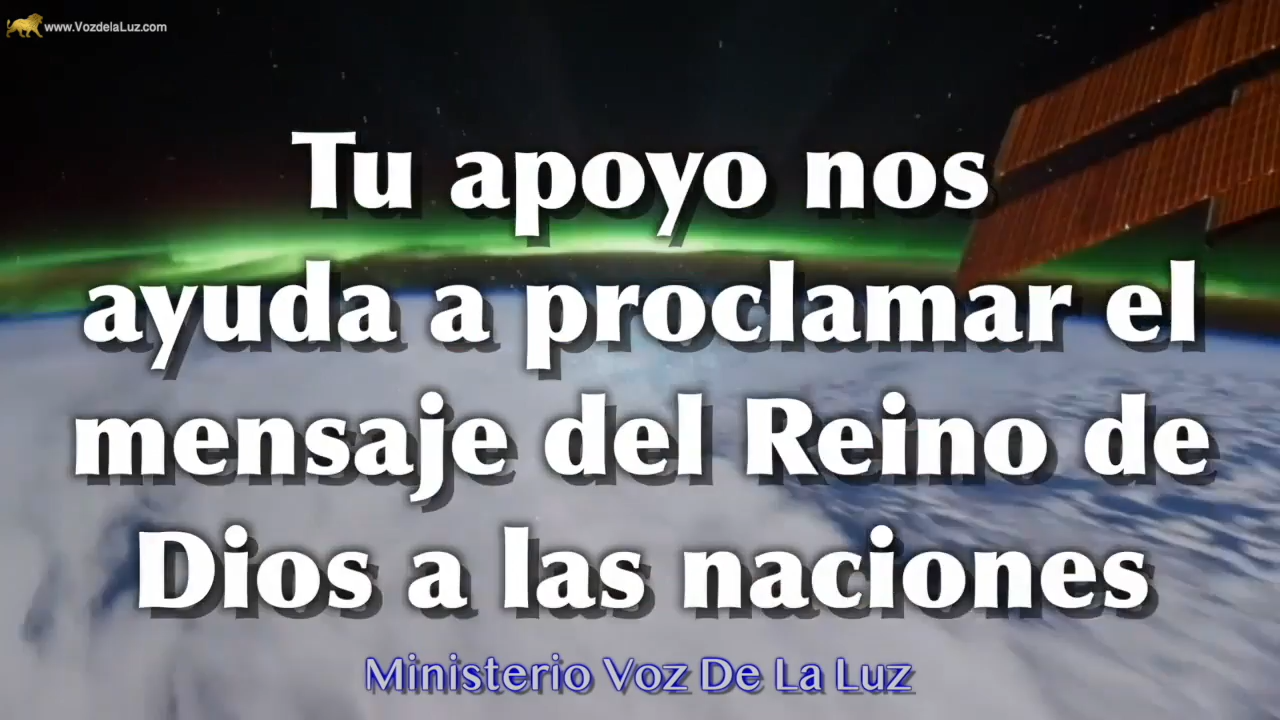 www.VozdelaLuz.com
Tu apoyo nos
ayuda a proclamar el
mensaje del Reino de
Dios a las naciones
Ministerio Voz De La Luz